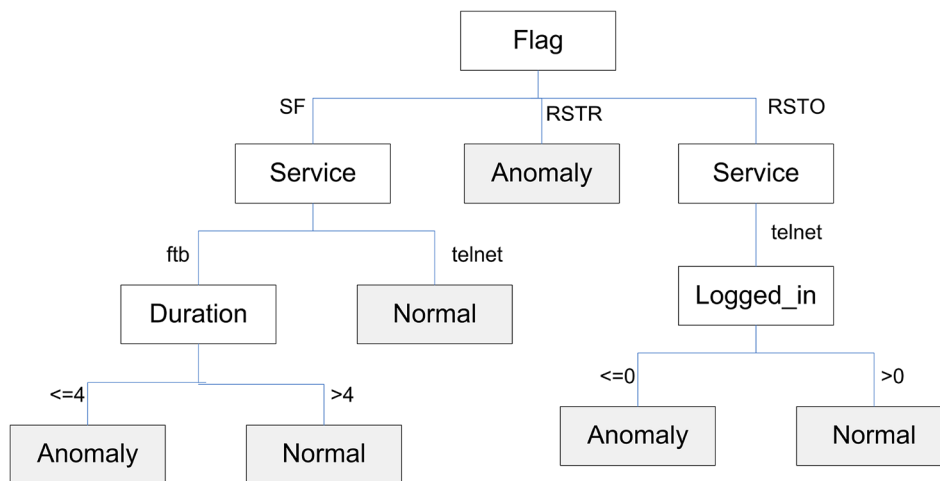 Flag
SF
RSTR
RSTO
Service
Anomaly
Service
ftb
telnet
telnet
Duration
Normal
Logged_in
<=4
>4
<=0
>0
Anomaly
Normal
Anomaly
Normal